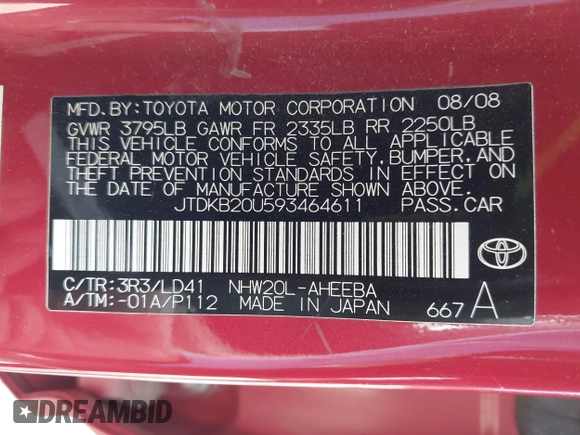 MFD. BY: TOYOTA MOTOR CORPORATION 08/08
GVWR 3795LB GAWR FR 2335LB RR 2250LB
THIS VEHICLE CONFORMS TO ALL APPLICABLE
FEDERAL MOTOR VEHICLE SAFETY, BUMPER, AND
THEFT PREVENTION STANDARDS IN EFFECT ON
THE DATE OF MANUFACTURE SHOWN ABOVE.
JTDKB20U593464611 PASS. CAR
C/TR: 3R3/LD41 NHW20L-AHEEBA
A/TM: -01A/P112 MADE IN JAPAN 667 A
DREAMBID